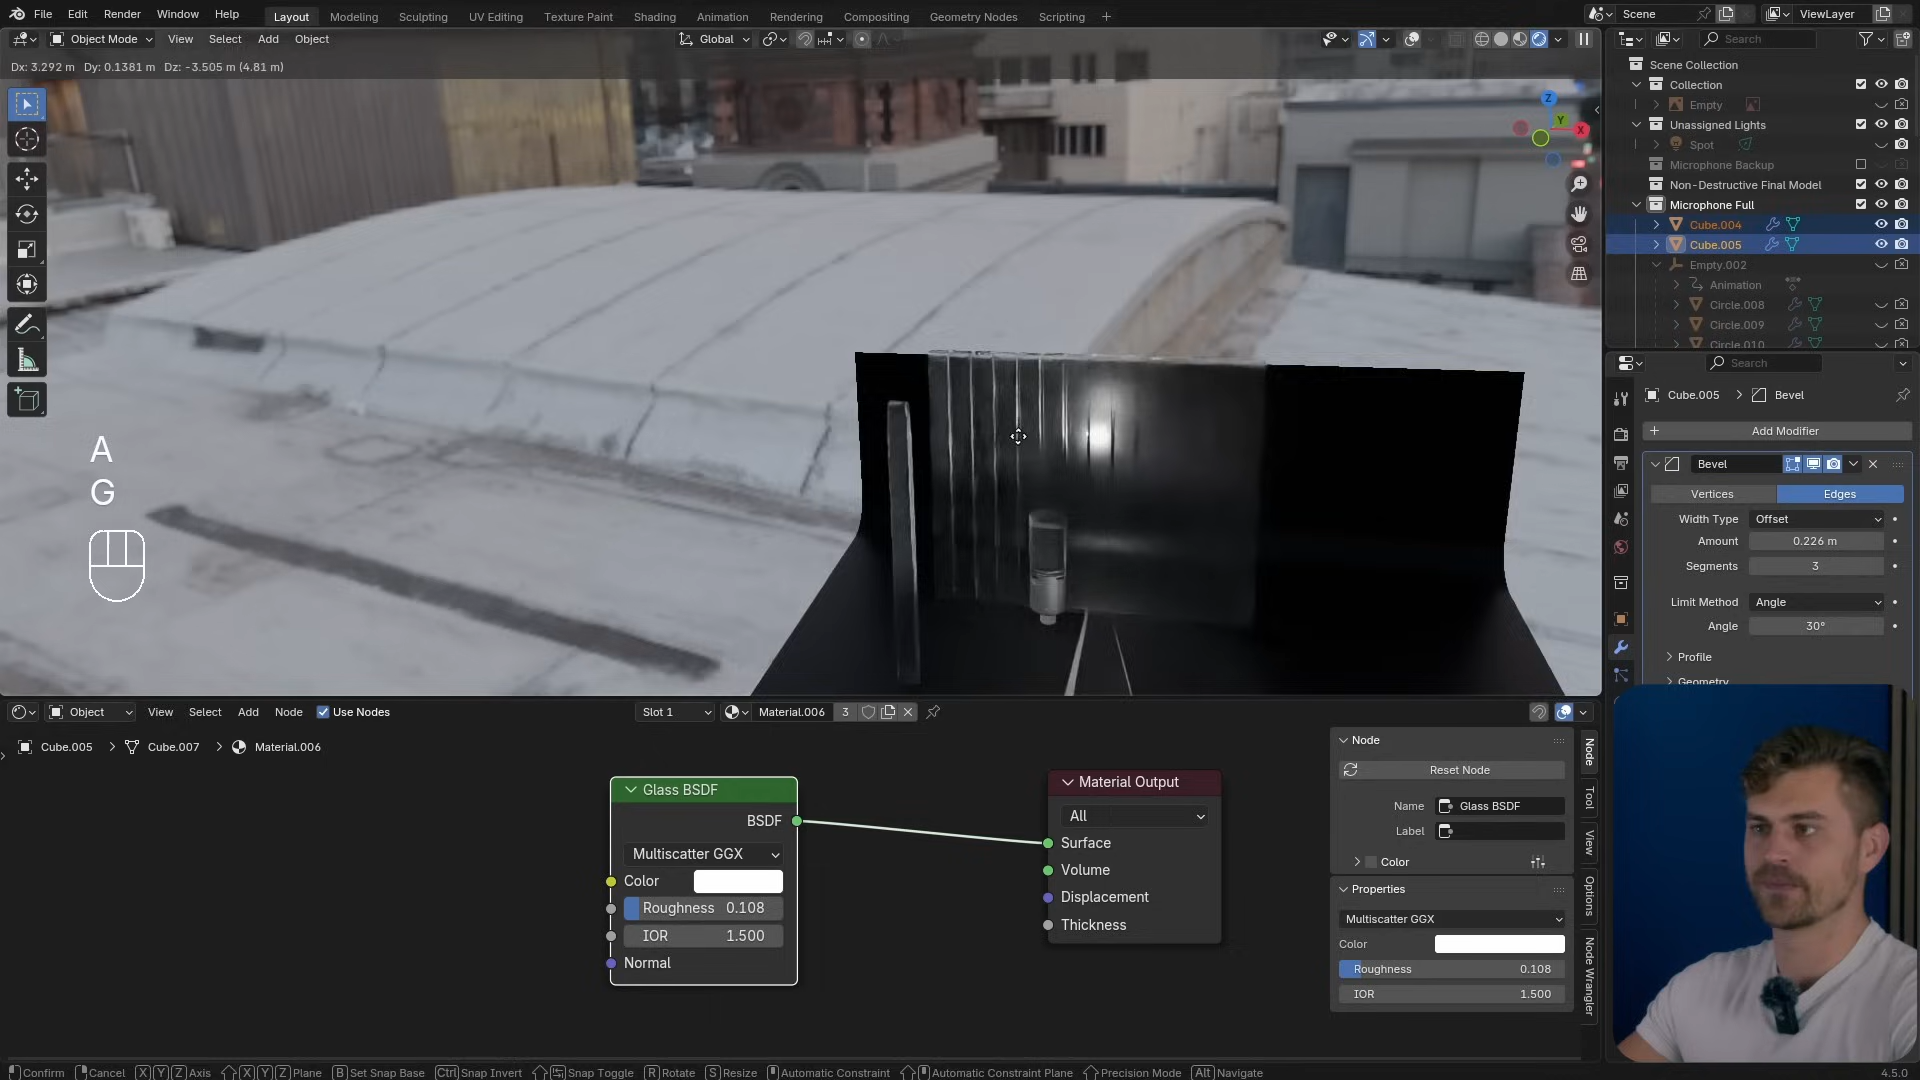 File Edit Render Window Help
Layout Modeling Sculpting UV Editing Texture Paint Shading Animation Rendering Compositing Geometry Nodes Scripting +
Scene
ViewLayer
Object Mode View Select Add Object
Global
Search
Dx: 3.292 m Dy: 0.1381 m Dz: -3.505 m (4.81 m)
Scene Collection
Collection
Empty
Unassigned Lights
Spot
Microphone Backup
Non-Destructive Final Model
Microphone Full
Cube.004
Cube.005
Empty.002
Animation
Circle.008
Circle.009
Circle.010
Z
Y
X
A
G
Search
Cube.005 > Bevel
+ Add Modifier
Bevel
Vertices Edges
Width Type Offset
Amount 0.226 m
Segments 3
Limit Method Angle
Angle 30°
Profile
Geometry
Object View Select Add Node Use Nodes
Slot 1
Material.006 3
Cube.005 > Cube.007 > Material.006
Glass BSDF
BSDF
Multiscatter GGX
Color
Roughness 0.108
IOR 1.500
Normal
Material Output
All
Surface
Volume
Displacement
Thickness
Node
Reset Node
Name Glass BSDF
Label
Color
Properties
Multiscatter GGX
Color
Roughness 0.108
IOR 1.500
Node
Tool
View
Options
Node Wrangler
Confirm Cancel X Y Z Axis X Y Z Plane B Set Snap Base Ctrl Snap Invert Snap Toggle R Rotate S Resize Automatic Constraint Automatic Constraint Plane Precision Mode Alt Navigate
4.5.0